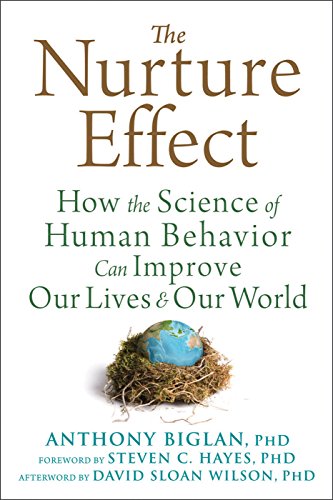 The
Nurture
Effect
How the Science of
Human Behavior
Can Improve
Our Lives & Our World
ANTHONY BIGLAN, PHD
FOREWORD BY STEVEN C. HAYES, PHD
AFTERWORD BY DAVID SLOAN WILSON, PHD